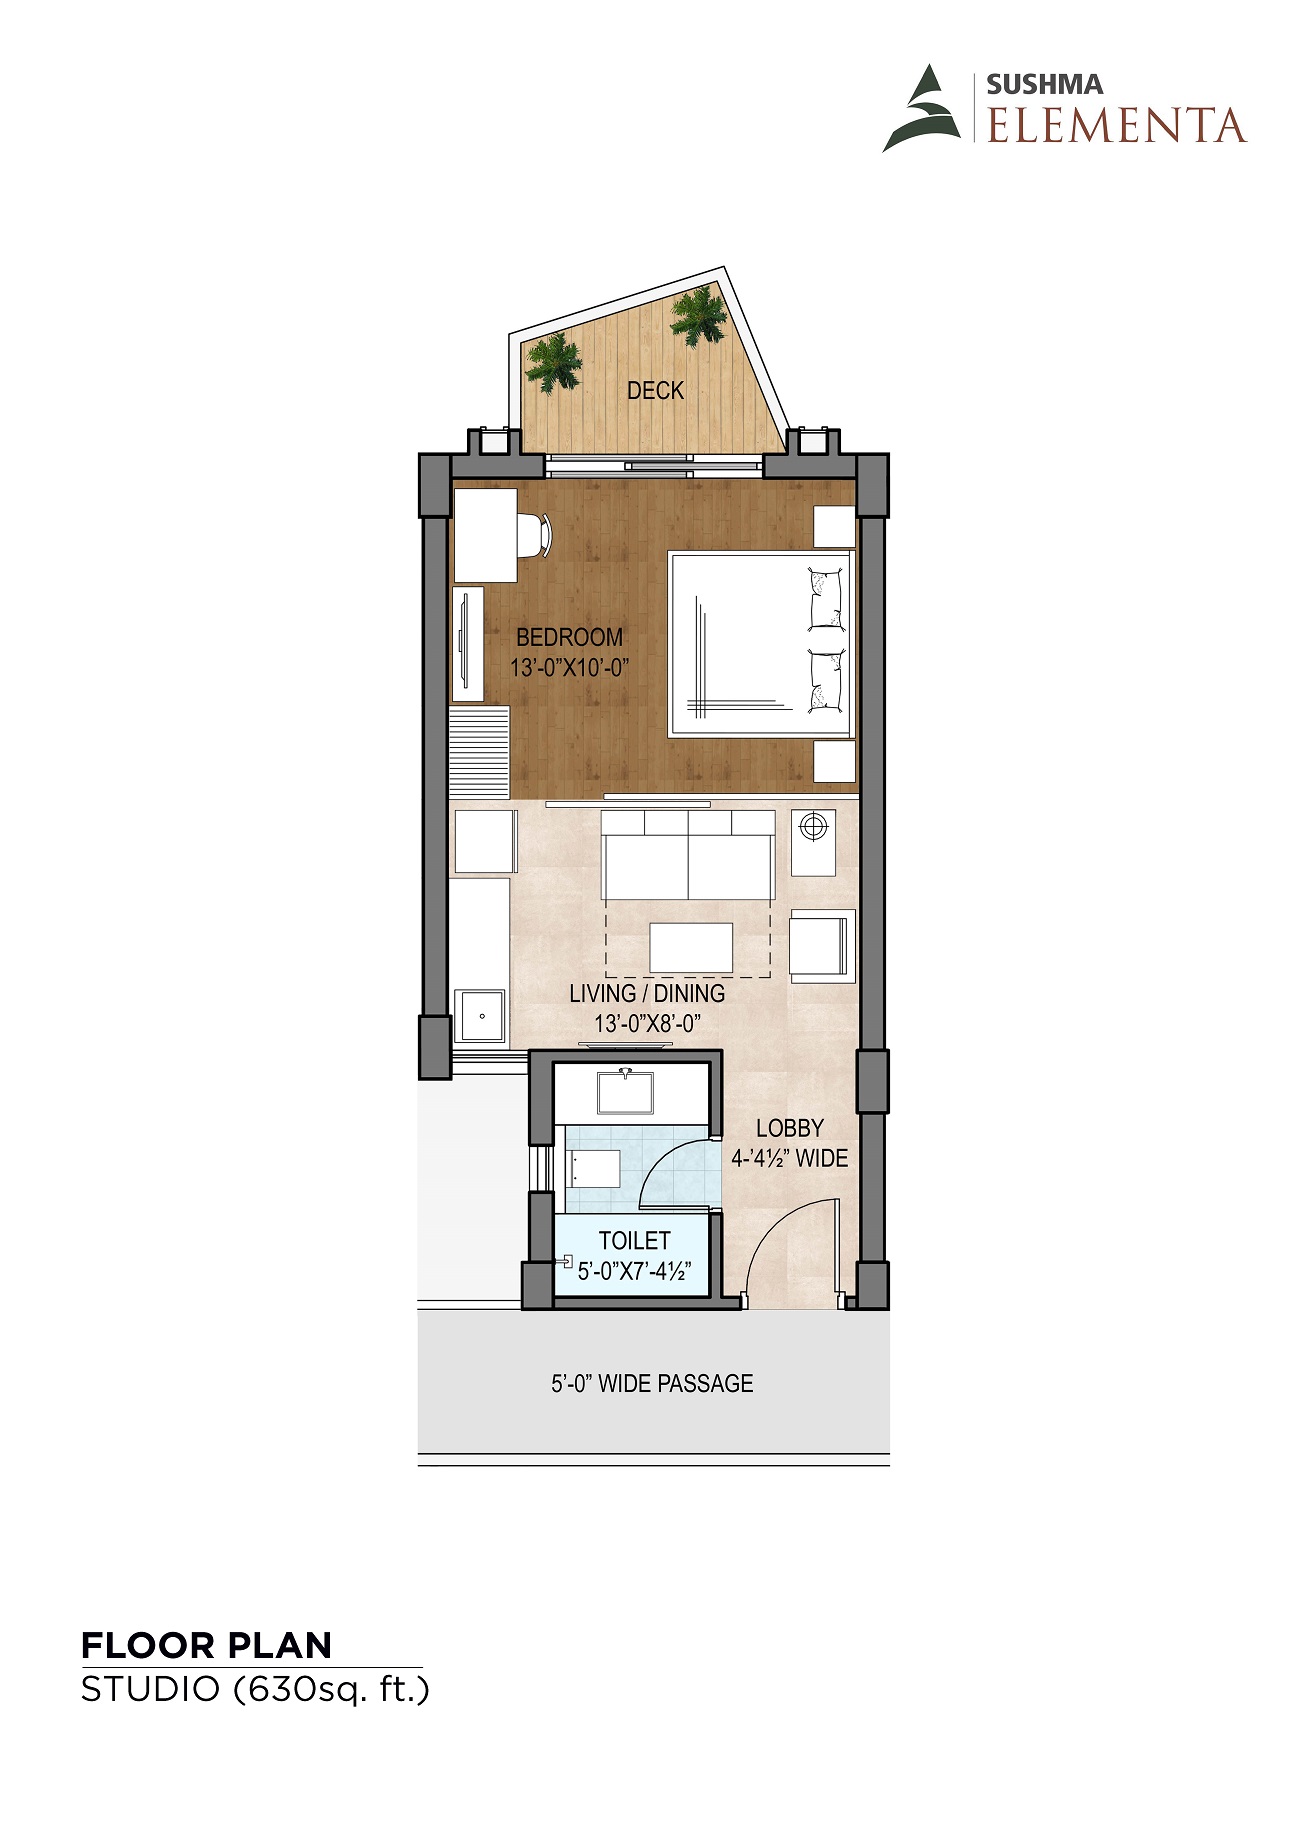 SUSHMA
ELEMENTA
DECK
BEDROOM
13'-0”X10'-0”
LIVING / DINING
13'-0”X8'-0”
LOBBY
4-'4½” WIDE
TOILET
5'-0”X7'-4½”
5'-0” WIDE PASSAGE
FLOOR PLAN
STUDIO (630sq. ft.)